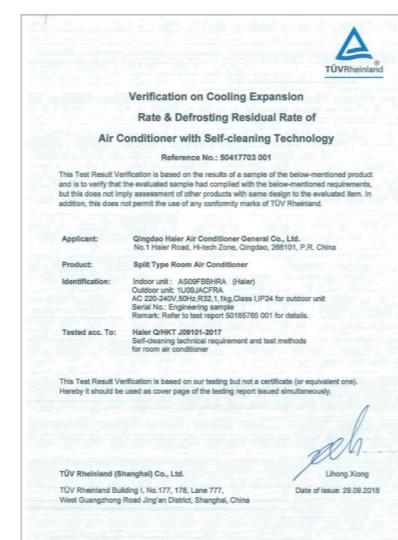 TÜVRheinland®
Verification on Cooling Expansion
Rate & Defrosting Residual Rate of
Air Conditioner with Self-cleaning Technology
Reference No.: 50417703 001
This Test Result Verification is based on the results of a sample of the below-mentioned product
and is to verify that the evaluated sample had complied with the below-mentioned requirements,
but this does not imply assessment of other products with same design to the evaluated item. In
addition, this does not permit the use of any conformity marks of TÜV Rheinland.
Applicant: Qingdao Haier Air Conditioner General Co., Ltd.
No.1 Haier Road, Hi-tech Zone, Qingdao, 266101, P.R. China
Product: Split Type Room Air Conditioner
Identification: Indoor unit : AS09FBBHRA (Haier)
Outdoor unit: 1U09JACFRA
AC 220-240V,50Hz,R32,1,1kg,Class I,IP24 for outdoor unit
Serial No.: Engineering sample
Remark: Refer to test report 50165765 001 for details.
Tested acc. To: Haier Q/HKT J09101-2017
Self-cleaning technical requirement and test methods
for room air conditioner
This Test Result Verification is based on our testing but not a certificate (or equivalent one).
Hereby it should be used as cover page of the testing report issued simultaneously.
TÜV Rheinland (Shanghai) Co., Ltd.
Lihong Xiong
TÜV Rheinland Building I, No.177, 178, Lane 777,
Date of issue: 29.09.2018
West Guangzhong Road Jing'an District, Shanghai, China